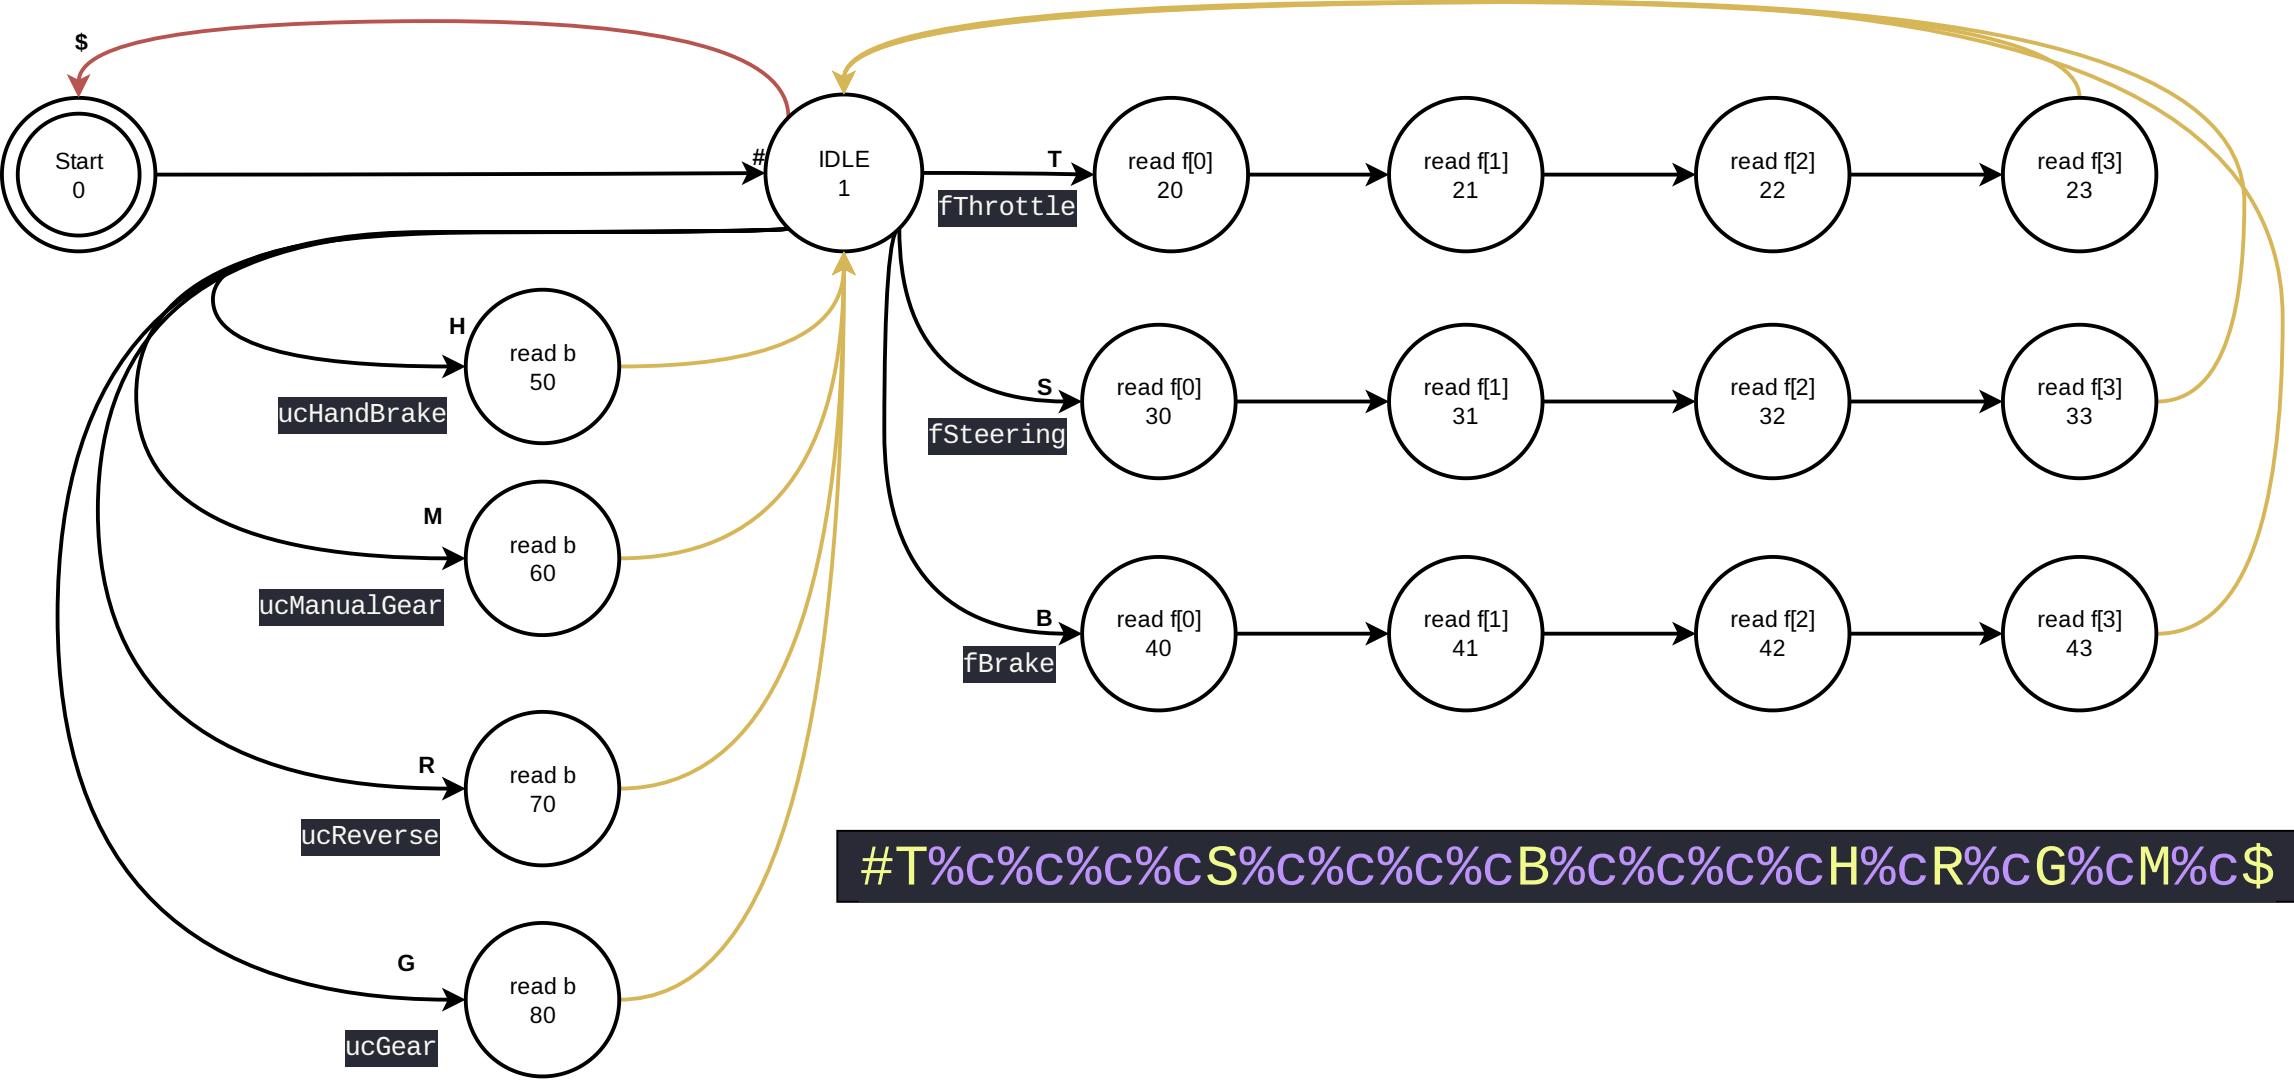 $
Start
0
#
IDLE
1
T
fThrottle
read f[0]
20
read f[1]
21
read f[2]
22
read f[3]
23
H
ucHandBrake
read b
50
S
fSteering
read f[0]
30
read f[1]
31
read f[2]
32
read f[3]
33
M
ucManualGear
read b
60
B
fBrake
read f[0]
40
read f[1]
41
read f[2]
42
read f[3]
43
R
ucReverse
read b
70
#T%c%c%c%cS%c%c%c%cB%c%c%c%cH%cR%cG%cM%c$
G
ucGear
read b
80